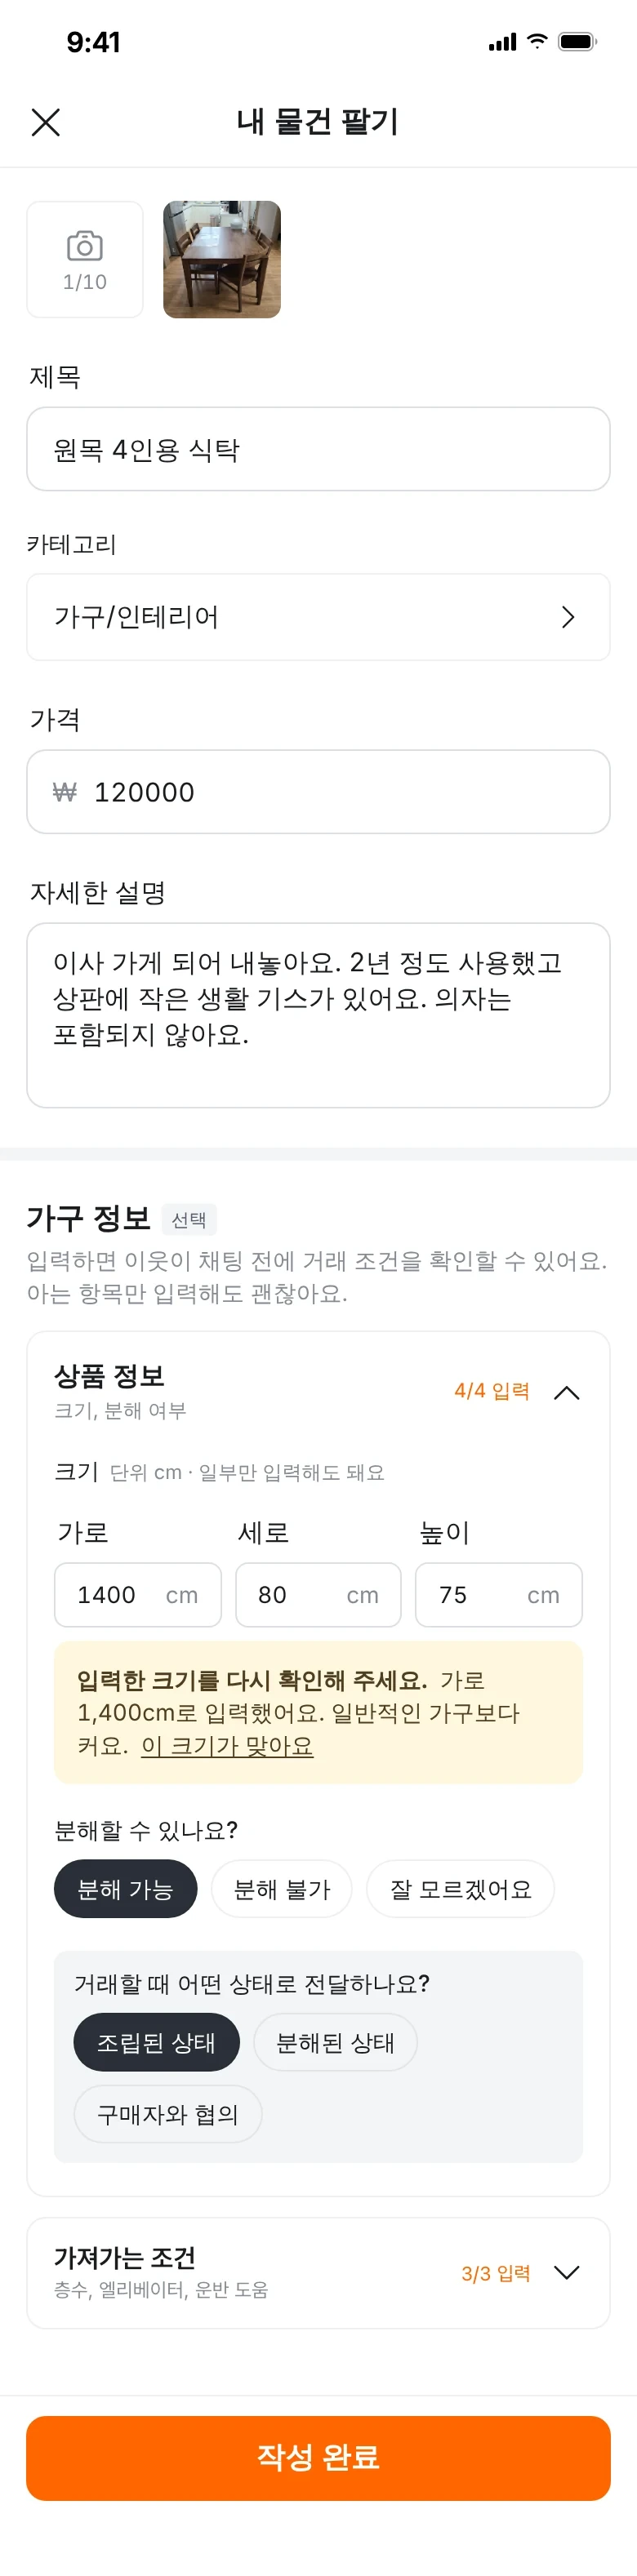 9:41
내 물건 팔기
1/10
제목
원목 4인용 식탁
카테고리
가구/인테리어
가격
₩ 120000
자세한 설명
이사 가게 되어 내놓아요. 2년 정도 사용했고
상판에 작은 생활 기스가 있어요. 의자는
포함되지 않아요.
가구 정보 선택
입력하면 이웃이 채팅 전에 거래 조건을 확인할 수 있어요.
아는 항목만 입력해도 괜찮아요.
상품 정보
4/4 입력
크기, 분해 여부
크기 단위 cm · 일부만 입력해도 돼요
가로 세로 높이
1400 cm 80 cm 75 cm
입력한 크기를 다시 확인해 주세요. 가로
1,400cm로 입력했어요. 일반적인 가구보다
커요. 이 크기가 맞아요
분해할 수 있나요?
분해 가능 분해 불가 잘 모르겠어요
거래할 때 어떤 상태로 전달하나요?
조립된 상태 분해된 상태
구매자와 협의
가져가는 조건
3/3 입력
층수, 엘리베이터, 운반 도움
작성 완료